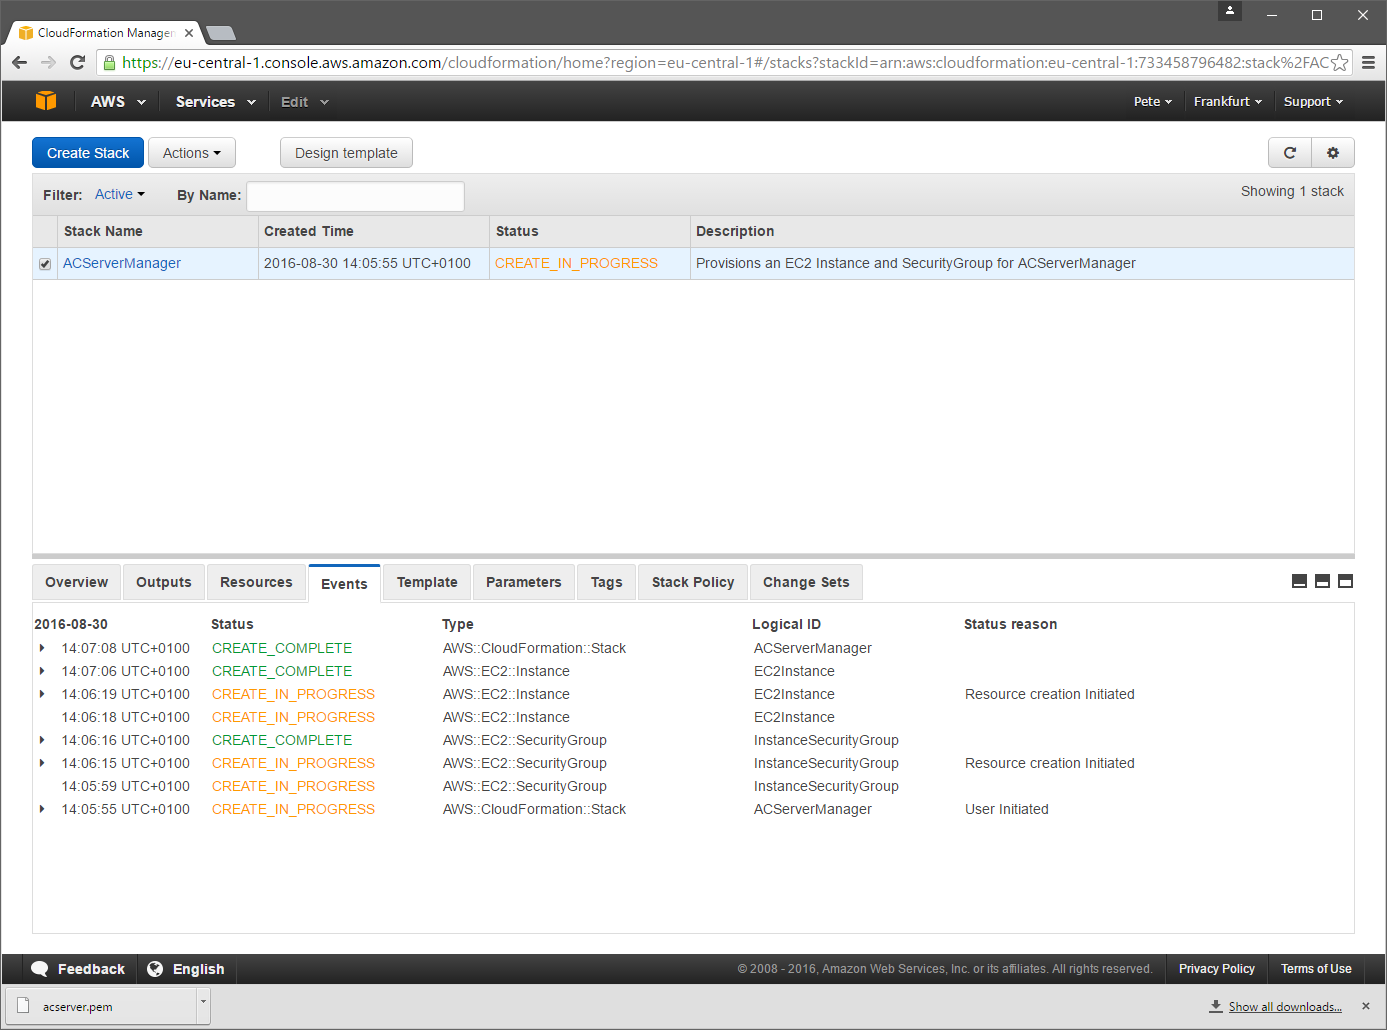 CloudFormation Manager
https://eu-central-1.console.aws.amazon.com/cloudformation/home?region=eu-central-1#/stacks?stackId=arn:aws:cloudformation:eu-central-1:733458796482:stack%2FAC
AWS Services Edit Pete Frankfurt Support
Create Stack Actions Design template
Filter: Active By Name: Showing 1 stack
Stack Name Created Time Status Description
ACServerManager 2016-08-30 14:05:55 UTC+0100 CREATE_IN_PROGRESS Provisions an EC2 Instance and SecurityGroup for ACServerManager
Overview Outputs Resources Events Template Parameters Tags Stack Policy Change Sets
2016-08-30 Status Type Logical ID Status reason
14:07:08 UTC+0100 CREATE_COMPLETE AWS::CloudFormation::Stack ACServerManager
14:07:06 UTC+0100 CREATE_COMPLETE AWS::EC2::Instance EC2Instance
14:06:19 UTC+0100 CREATE_IN_PROGRESS AWS::EC2::Instance EC2Instance Resource creation Initiated
14:06:18 UTC+0100 CREATE_IN_PROGRESS AWS::EC2::Instance EC2Instance
14:06:16 UTC+0100 CREATE_COMPLETE AWS::EC2::SecurityGroup InstanceSecurityGroup
14:06:15 UTC+0100 CREATE_IN_PROGRESS AWS::EC2::SecurityGroup InstanceSecurityGroup Resource creation Initiated
14:05:59 UTC+0100 CREATE_IN_PROGRESS AWS::EC2::SecurityGroup InstanceSecurityGroup
14:05:55 UTC+0100 CREATE_IN_PROGRESS AWS::CloudFormation::Stack ACServerManager User Initiated
Feedback English © 2008 - 2016, Amazon Web Services, Inc. or its affiliates. All rights reserved. Privacy Policy Terms of Use
acserver.pem Show all downloads...